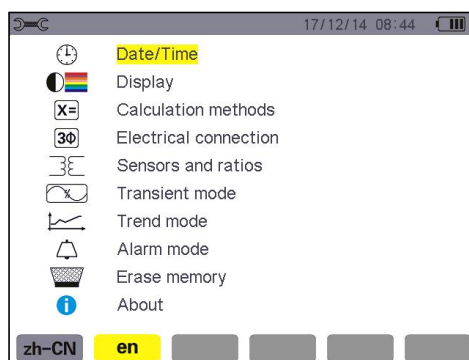 17/12/14 08:44
Date/Time
Display
X= Calculation methods
3Φ Electrical connection
Sensors and ratios
Transient mode
Trend mode
Alarm mode
Erase memory
i About
zh-CN en